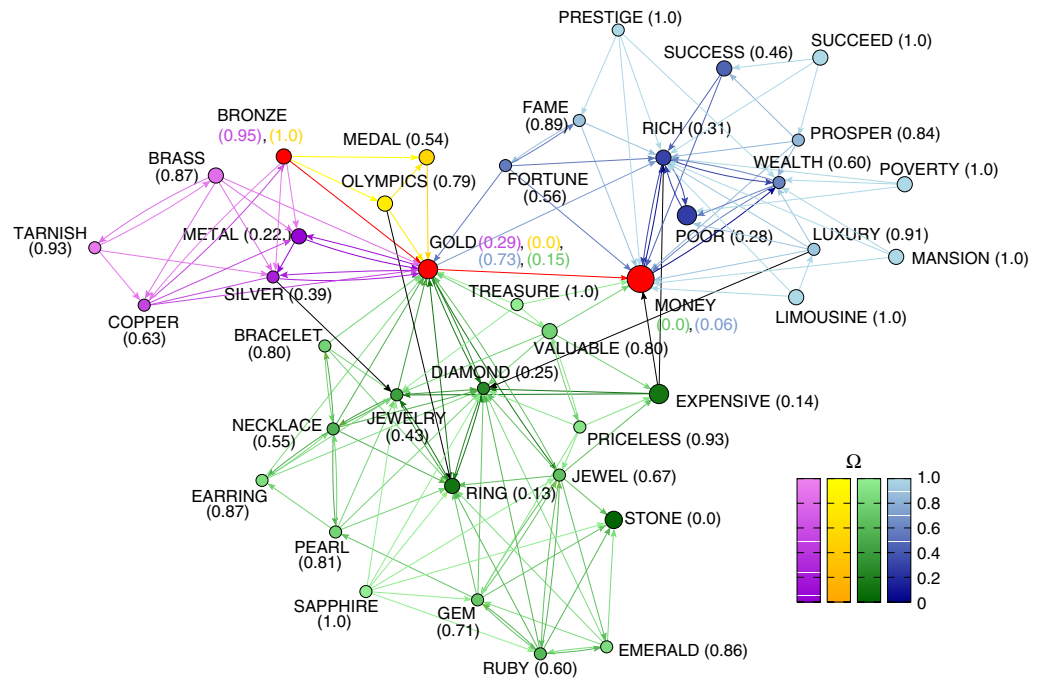 PRESTIGE (1.0)
SUCCEED (1.0)
SUCCESS (0.46)
FAME
(0.89)
BRONZE
(0.95), (1.0)
RICH (0.31)
PROSPER (0.84)
MEDAL (0.54)
BRASS
(0.87)
WEALTH (0.60)
POVERTY (1.0)
OLYMPICS (0.79)
FORTUNE
(0.56)
TARNISH
(0.93)
METAL (0.22)
GOLD (0.29), (0.0),
(0.73), (0.15)
POOR (0.28)
LUXURY (0.91)
MANSION (1.0)
SILVER (0.39)
TREASURE (1.0)
MONEY
(0.0), (0.06)
LIMOUSINE (1.0)
COPPER
(0.63)
BRACELET
(0.80)
VALUABLE (0.80)
DIAMOND (0.25)
EXPENSIVE (0.14)
JEWELRY
(0.43)
NECKLACE
(0.55)
PRICELESS (0.93)
EARRING
(0.87)
JEWEL (0.67)
RING (0.13)
STONE (0.0)
PEARL
(0.81)
SAPPHIRE
(1.0)
GEM
(0.71)
RUBY (0.60)
EMERALD (0.86)
Ω
1.0
0.8
0.6
0.4
0.2
0